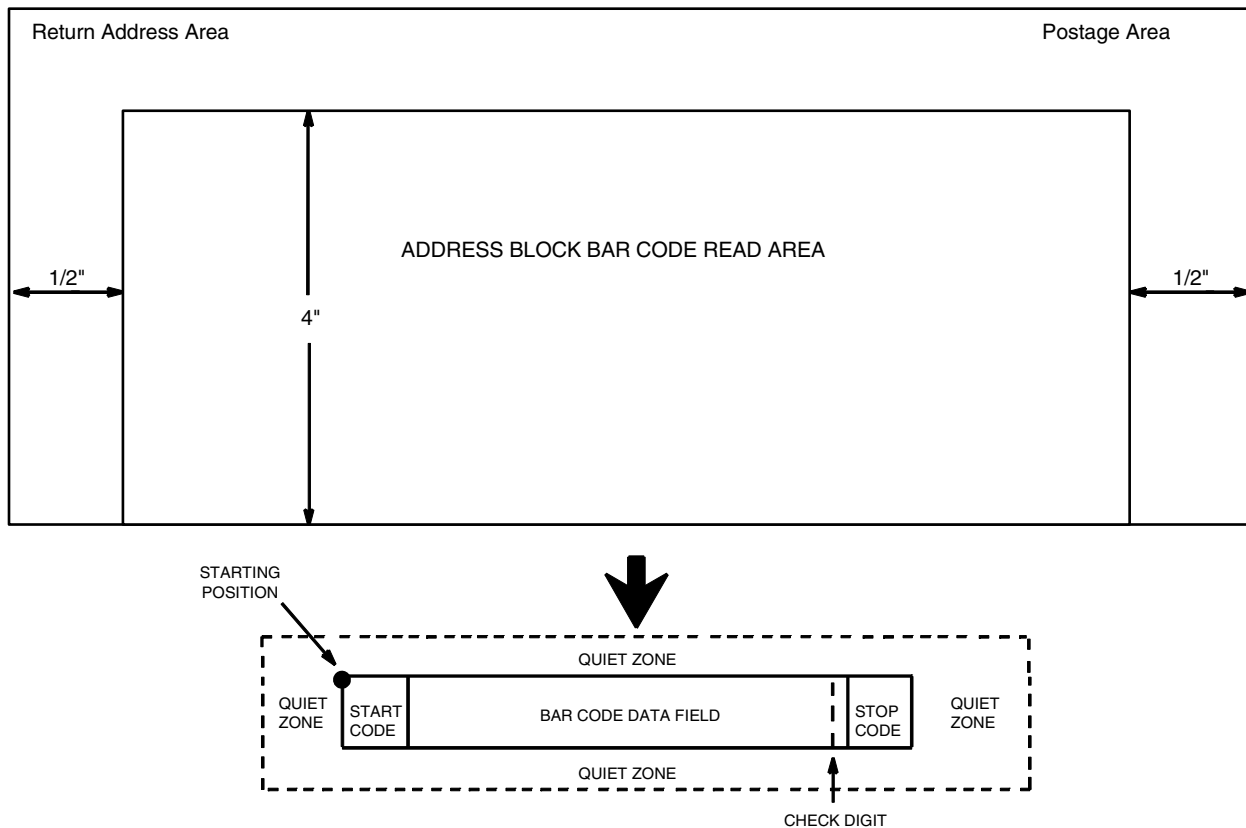 Return Address Area
Postage Area
ADDRESS BLOCK BAR CODE READ AREA
1/2"
1/2"
4"
STARTING
POSITION
QUIET ZONE
QUIET
ZONE
START
CODE
BAR CODE DATA FIELD
STOP
CODE
QUIET
ZONE
QUIET ZONE
CHECK DIGIT